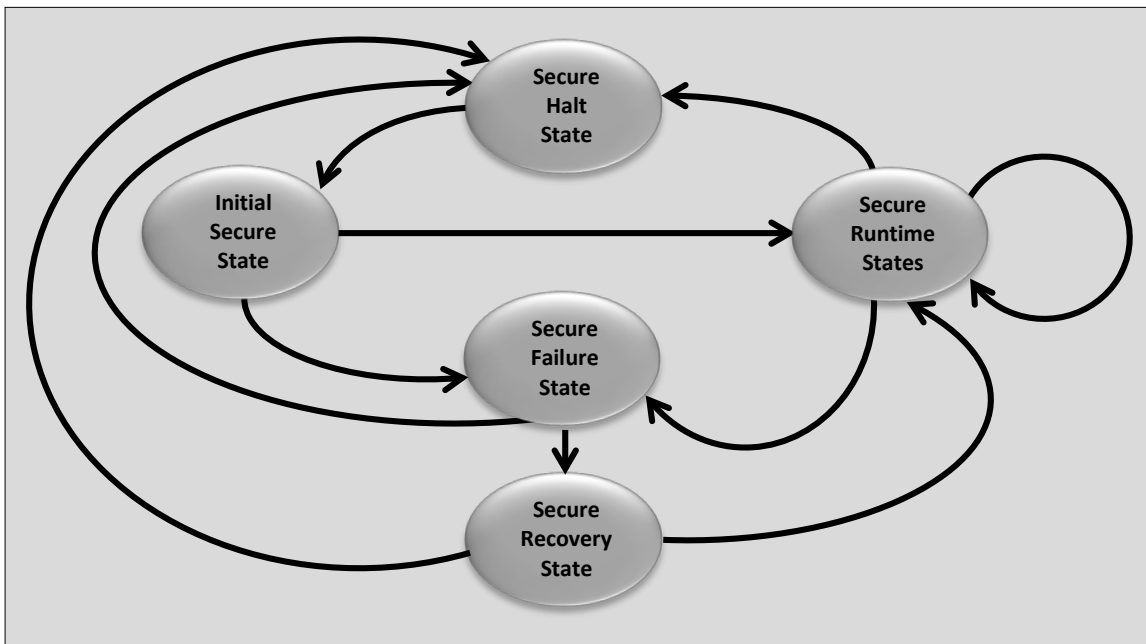 Secure
Halt
State
Initial
Secure
State
Secure
Runtime
States
Secure
Failure
State
Secure
Recovery
State